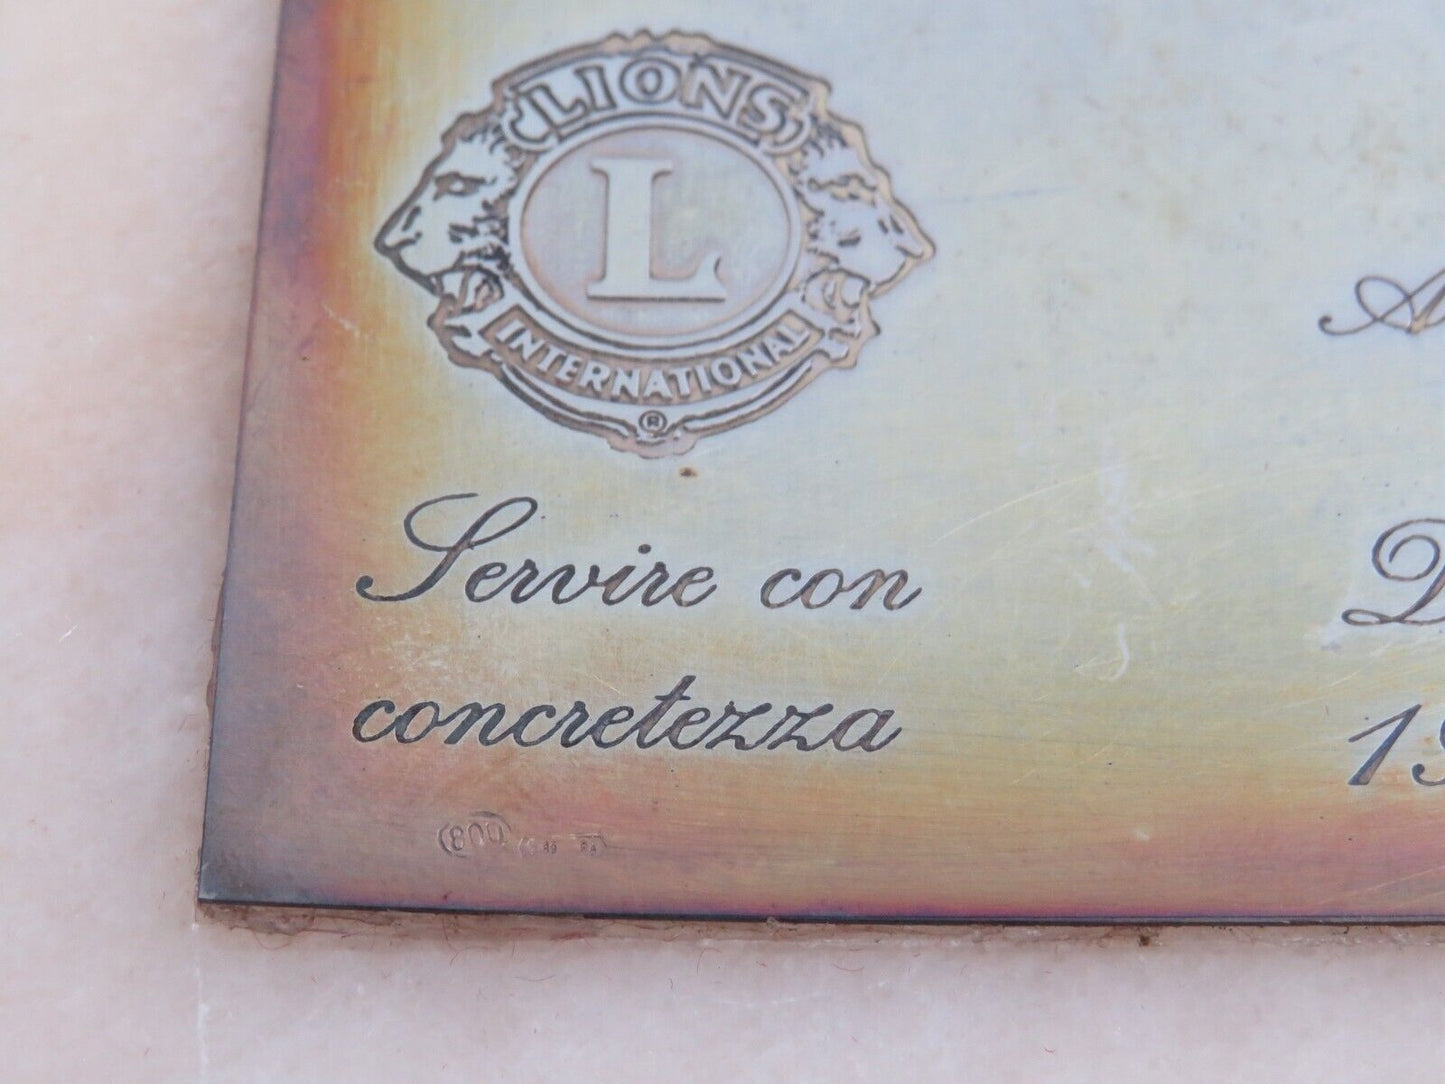 LIONS
L
INTERNATIONAL
®
Servire con
concretezza
800